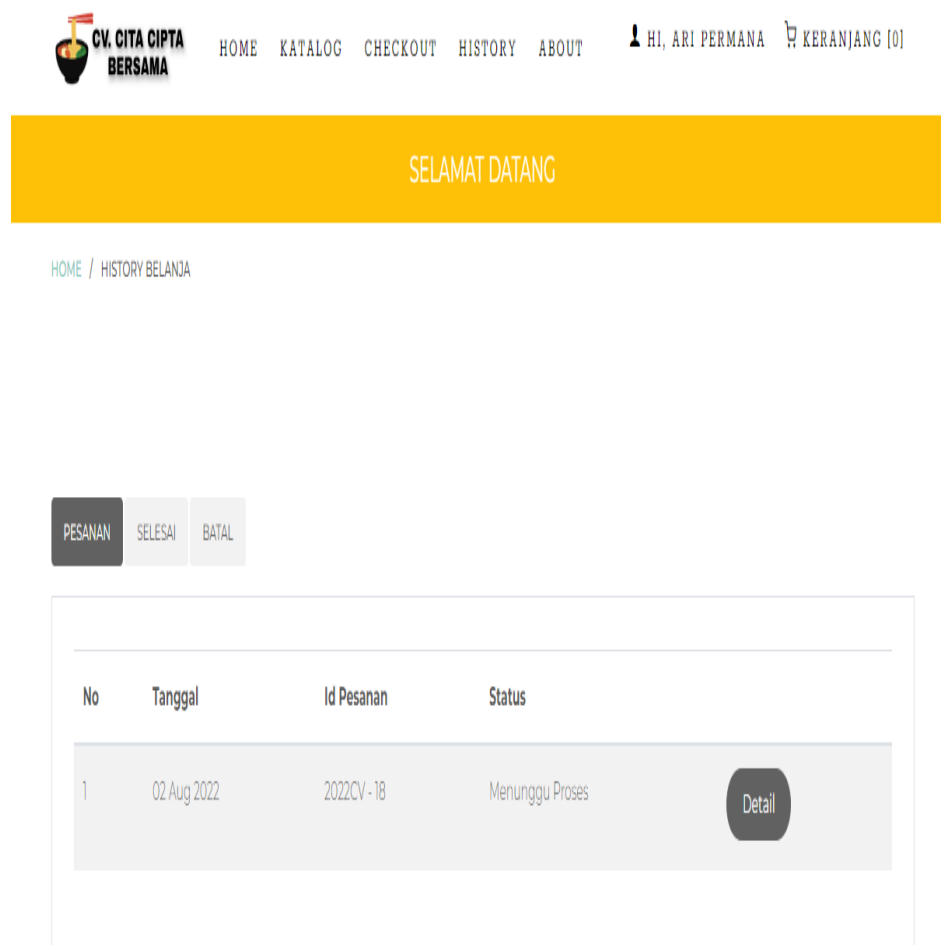 CV. CITA CIPTA
BERSAMA
HOME KATALOG CHECKOUT HISTORY ABOUT HI, ARI PERMANA KERANJANG [0]
SELAMAT DATANG
HOME / HISTORY BELANJA
PESANAN SELESAI BATAL
No Tanggal Id Pesanan Status
1 02 Aug 2022 2022CV - 18 Menunggu Proses Detail